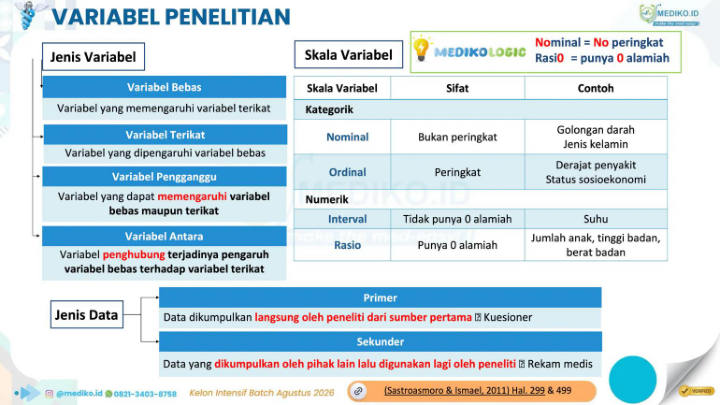 VARIABEL PENELITIAN
MEDIKO.ID
Jenis Variabel
Variabel Bebas
Variabel yang memengaruhi variabel terikat
Variabel Terikat
Variabel yang dipengaruhi variabel bebas
Variabel Pengganggu
Variabel yang dapat memengaruhi variabel
bebas maupun terikat
Variabel Antara
Variabel penghubung terjadinya pengaruh
variabel bebas terhadap variabel terikat
Skala Variabel
MEDIKOLOGIC
Nominal = No peringkat
Rasi0 = punya 0 alamiah
Skala Variabel Sifat Contoh
Kategorik
Nominal Bukan peringkat Golongan darah
Jenis kelamin
Ordinal Peringkat Derajat penyakit
Status sosioekonomi
Numerik
Interval Tidak punya 0 alamiah Suhu
Rasio Punya 0 alamiah Jumlah anak, tinggi badan,
berat badan
MEDIKO.ID
Jenis Data
Primer
Data dikumpulkan langsung oleh peneliti dari sumber pertama Kuesioner
Sekunder
Data yang dikumpulkan oleh pihak lain lalu digunakan lagi oleh peneliti Rekam medis
@mediko.id 0821-3403-8758 Kelon Intensif Batch Agustus 2026
(Sastroasmoro & Ismael, 2011) Hal. 299 & 499
VERIFIED